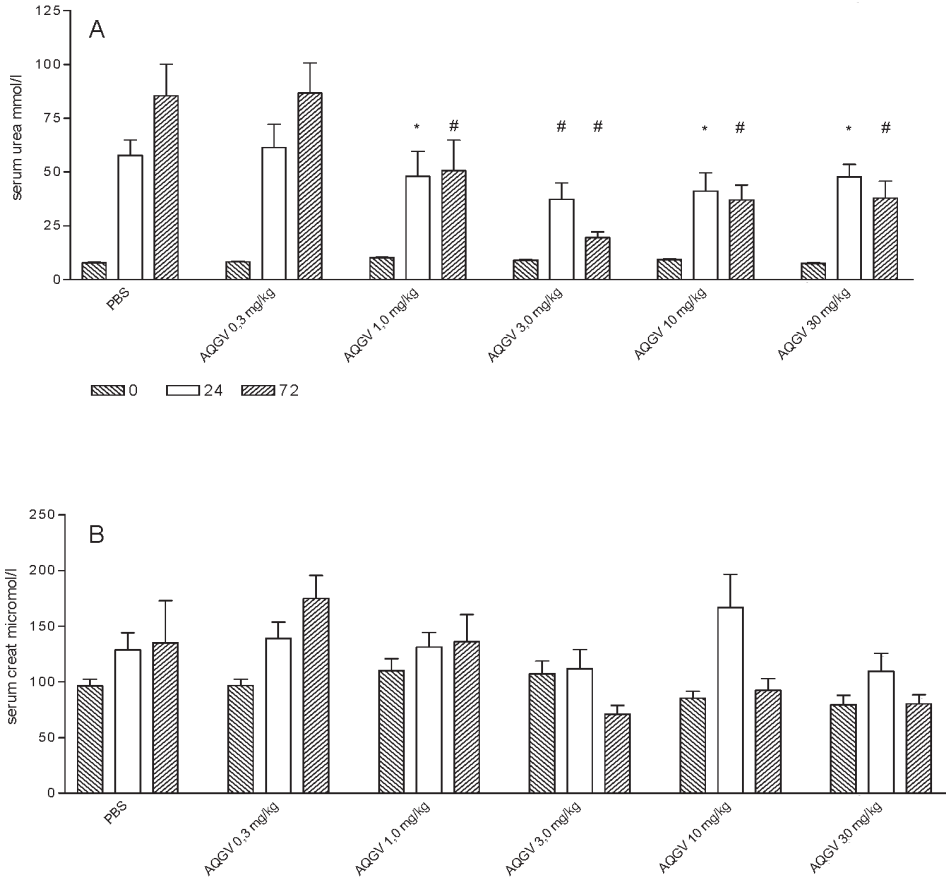 A
serum urea mmol/l
125
100
75
50
25
0
* # # # * # * #
PBS
AQGV 0,3 mg/kg
AQGV 1,0 mg/kg
AQGV 3,0 mg/kg
AQGV 10 mg/kg
AQGV 30 mg/kg
0 24 72
B
serum creat micromol/l
250
200
150
100
50
0
PBS
AQGV 0,3 mg/kg
AQGV 1,0 mg/kg
AQGV 3,0 mg/kg
AQGV 10 mg/kg
AQGV 30 mg/kg